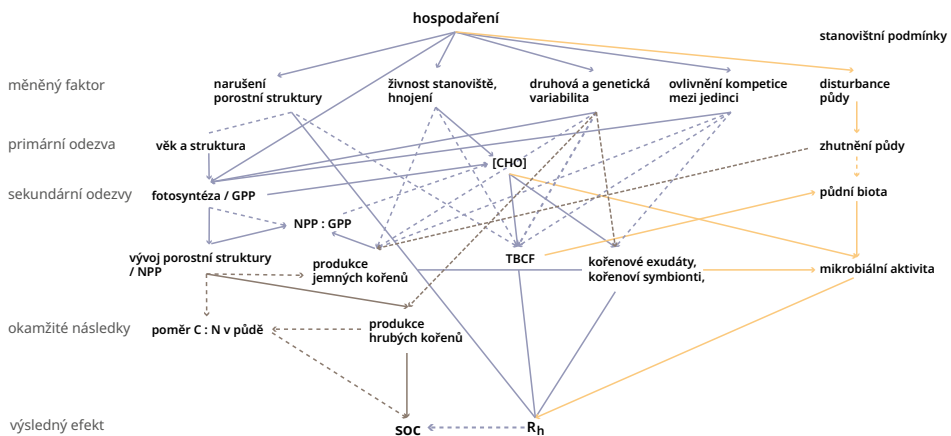 hospodaření
stanovištní podmínky
měněný faktor
narušení
porostní struktury
živnost stanoviště,
hnojení
druhová a genetická
variabilita
ovlivnění kompetice
mezi jedinci
disturbance
půdy
primární odezva
věk a struktura
[CHO]
zhutnění půdy
sekundární odezvy
fotosyntéza / GPP
půdní biota
NPP : GPP
vývoj porostní struktury
/ NPP
produkce
jemných kořenů
TBCF
kořenové exudáty,
kořenoví symbionti,
mikrobiální aktivita
okamžité následky
poměr C : N v půdě
produkce
hrubých kořenů
výsledný efekt
SOC
Rh